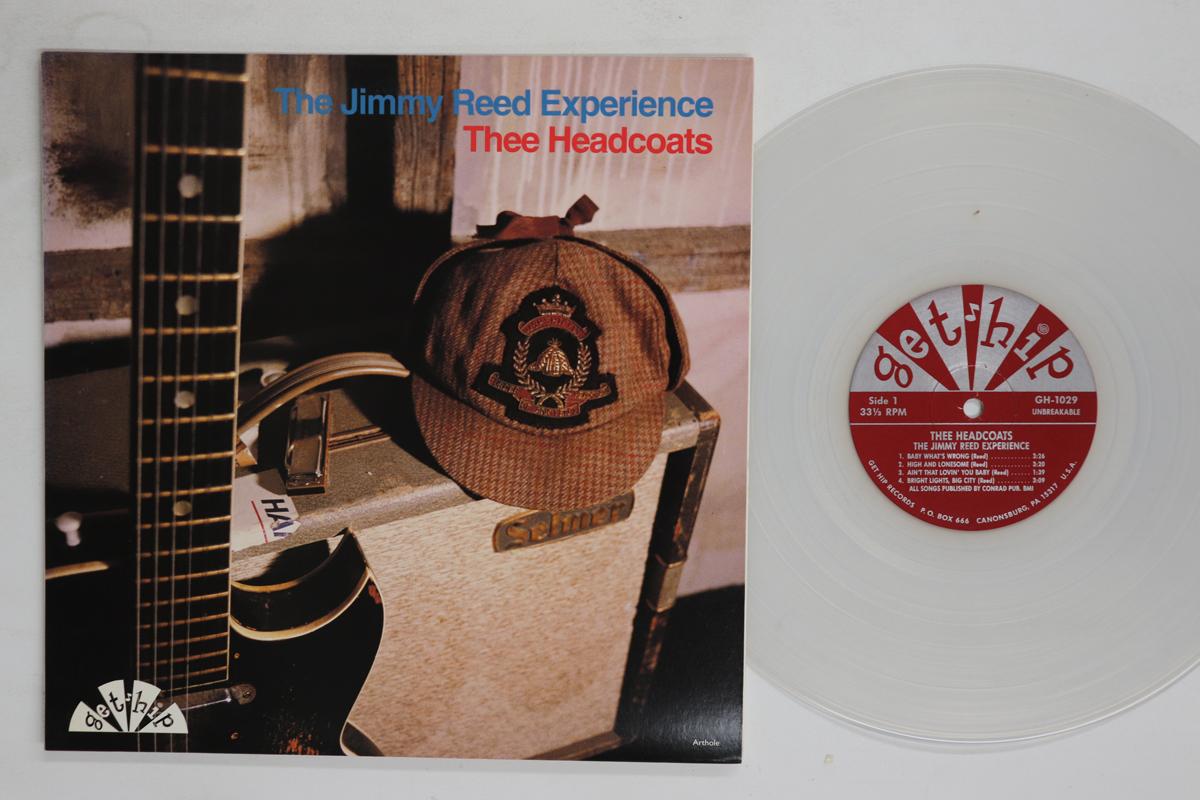 The Jimmy Reed Experience
Thee Headcoats
HA
Selmer
get hip
Arthole
get hip
Side 1
33⅓ RPM
GH-1029
UNBREAKABLE
THEE HEADCOATS
THE JIMMY REED EXPERIENCE
1. BABY WHAT'S WRONG (Reed) ............ 3:26
2. HIGH AND LONESOME (Reed) ............ 3:20
3. AIN'T THAT LOVIN' YOU BABY (Reed) ...... 1:39
4. BRIGHT LIGHTS, BIG CITY (Reed) .......... 3:09
ALL SONGS PUBLISHED BY CONRAD PUB. BMI
GET HIP RECORDS P.O. BOX 666 CANONSBURG, PA 15317 U.S.A.